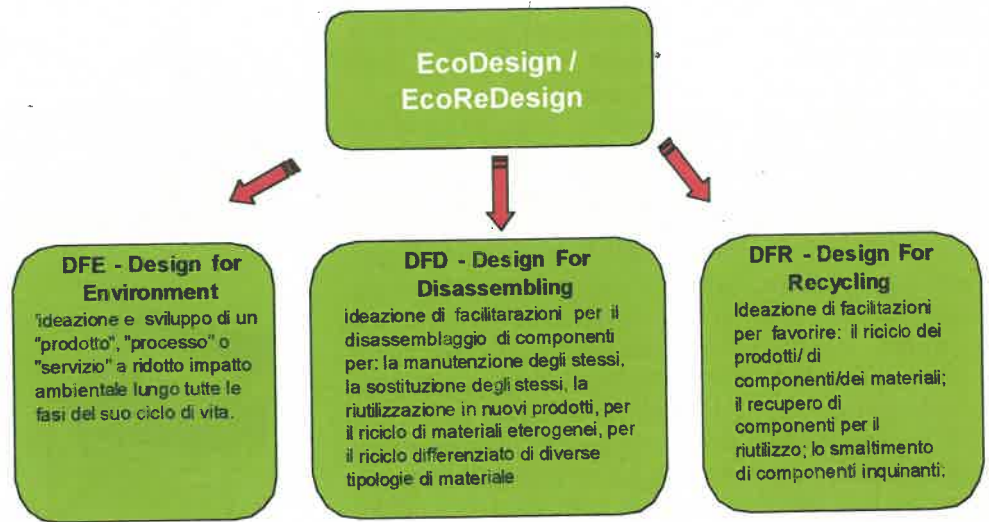 EcoDesign /
EcoReDesign
DFE - Design for
Environment
"ideazione e sviluppo di un
"prodotto", "processo" o
"servizio" a ridotto impatto
ambientale lungo tutte le
fasi del suo ciclo di vita.
DFD - Design For
Disassembling
ideazione di facilitarazioni per il
disassemblaggio di componenti
per: la manutenzione degli stessi,
la sostituzione degli stessi, la
riutilizzazione in nuovi prodotti, per
il riciclo di materiali eterogenei, per
il riciclo differenziato di diverse
tipologie di materiale
DFR - Design For
Recycling
Ideazione di facilitazioni
per favorire: il riciclo dei
prodotti/ di
componenti/dei materiali;
il recupero di
componenti per il
riutilizzo; lo smaltimento
di componenti inquinanti.